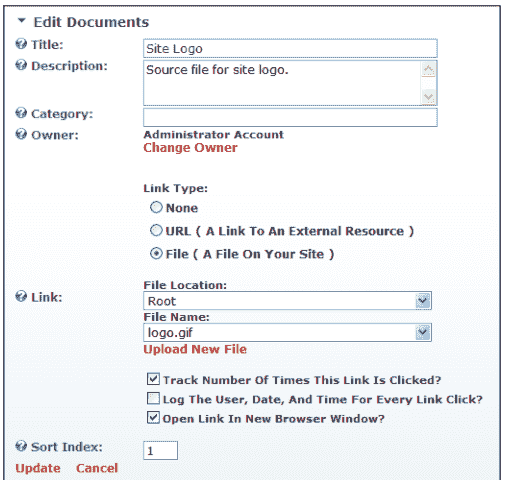 Edit Documents
Title:
Site Logo
Description:
Source file for site logo.
Category:
Owner:
Administrator Account
Change Owner
Link Type:
None
URL ( A Link To An External Resource )
File ( A File On Your Site )
Link:
File Location:
Root
File Name:
logo.gif
Upload New File
Track Number Of Times This Link Is Clicked?
Log The User, Date, And Time For Every Link Click?
Open Link In New Browser Window?
Sort Index:
1
Update Cancel